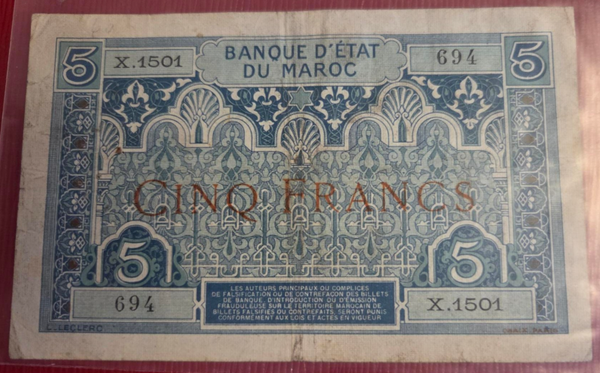 5 X.1501 BANQUE D'ÉTAT 694 5
DU MAROC
CINQ FRANCS
5 5
694 X.1501
LES AUTEURS PRINCIPAUX OU COMPLICES
DE FALSIFICATION OU DE CONTREFAÇON DES BILLETS
DE BANQUE, D'INTRODUCTION OU D'ÉMISSION
FRAUDULEUSE SUR LE TERRITOIRE MAROCAIN DE
BILLETS FALSIFIÉS OU CONTREFAITS, SERONT PUNIS
CONFORMÉMENT AUX LOIS ET ACTES EN VIGUEUR
C. LECLERC
PARIS